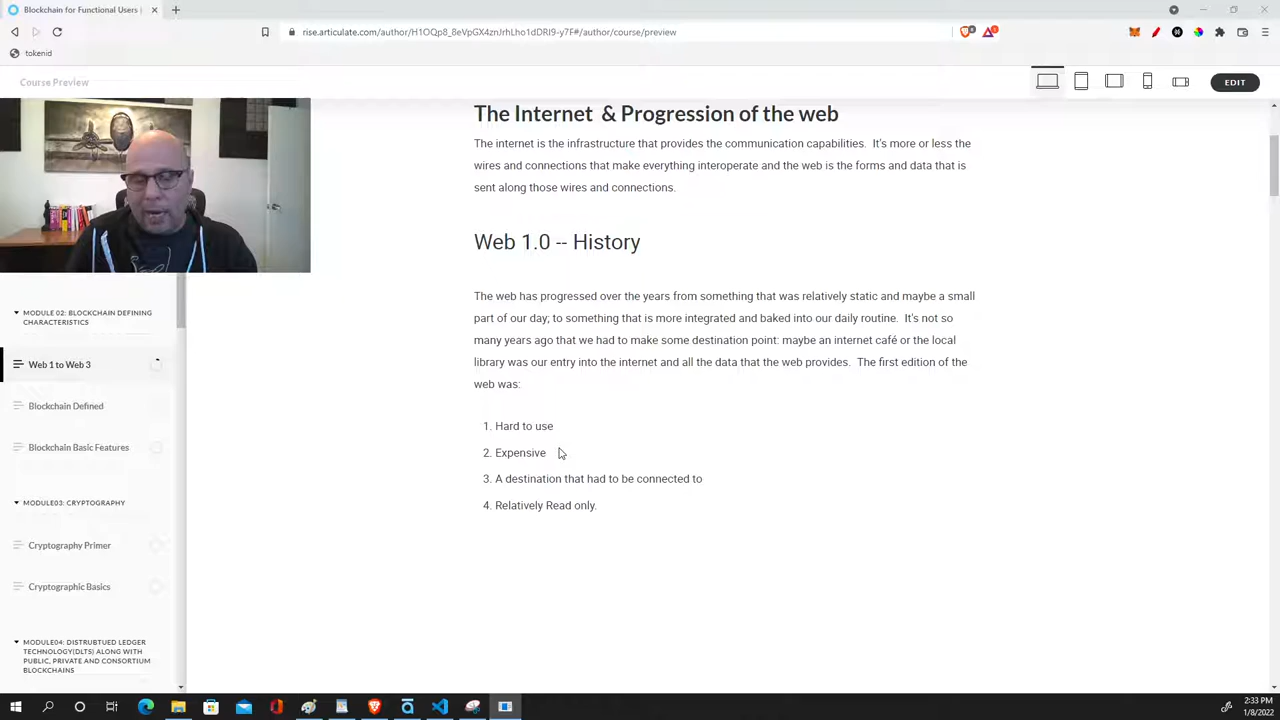 Blockchain for Functional Users |
rise.articulate.com/author/H1OQp8_8eVpGX4znJrhLho1dDRI9-y7F#/author/course/preview
tokenid
Course Preview
EDIT
The Internet & Progression of the web
The internet is the infrastructure that provides the communication capabilities. It's more or less the
wires and connections that make everything interoperate and the web is the forms and data that is
sent along those wires and connections.
Web 1.0 -- History
The web has progressed over the years from something that was relatively static and maybe a small
part of our day; to something that is more integrated and baked into our daily routine. It's not so
many years ago that we had to make some destination point: maybe an internet café or the local
library was our entry into the internet and all the data that the web provides. The first edition of the
web was:
1. Hard to use
2. Expensive
3. A destination that had to be connected to
4. Relatively Read only.
MODULE 02: BLOCKCHAIN DEFINING
CHARACTERISTICS
Web 1 to Web 3
Blockchain Defined
Blockchain Basic Features
MODULE03: CRYPTOGRAPHY
Cryptography Primer
Cryptographic Basics
MODULE04: DISTRUBTUED LEDGER
TECHNOLOGY(DLTS) ALONG WITH
PUBLIC, PRIVATE AND CONSORTIUM
BLOCKCHAINS
2:33 PM
1/8/2022